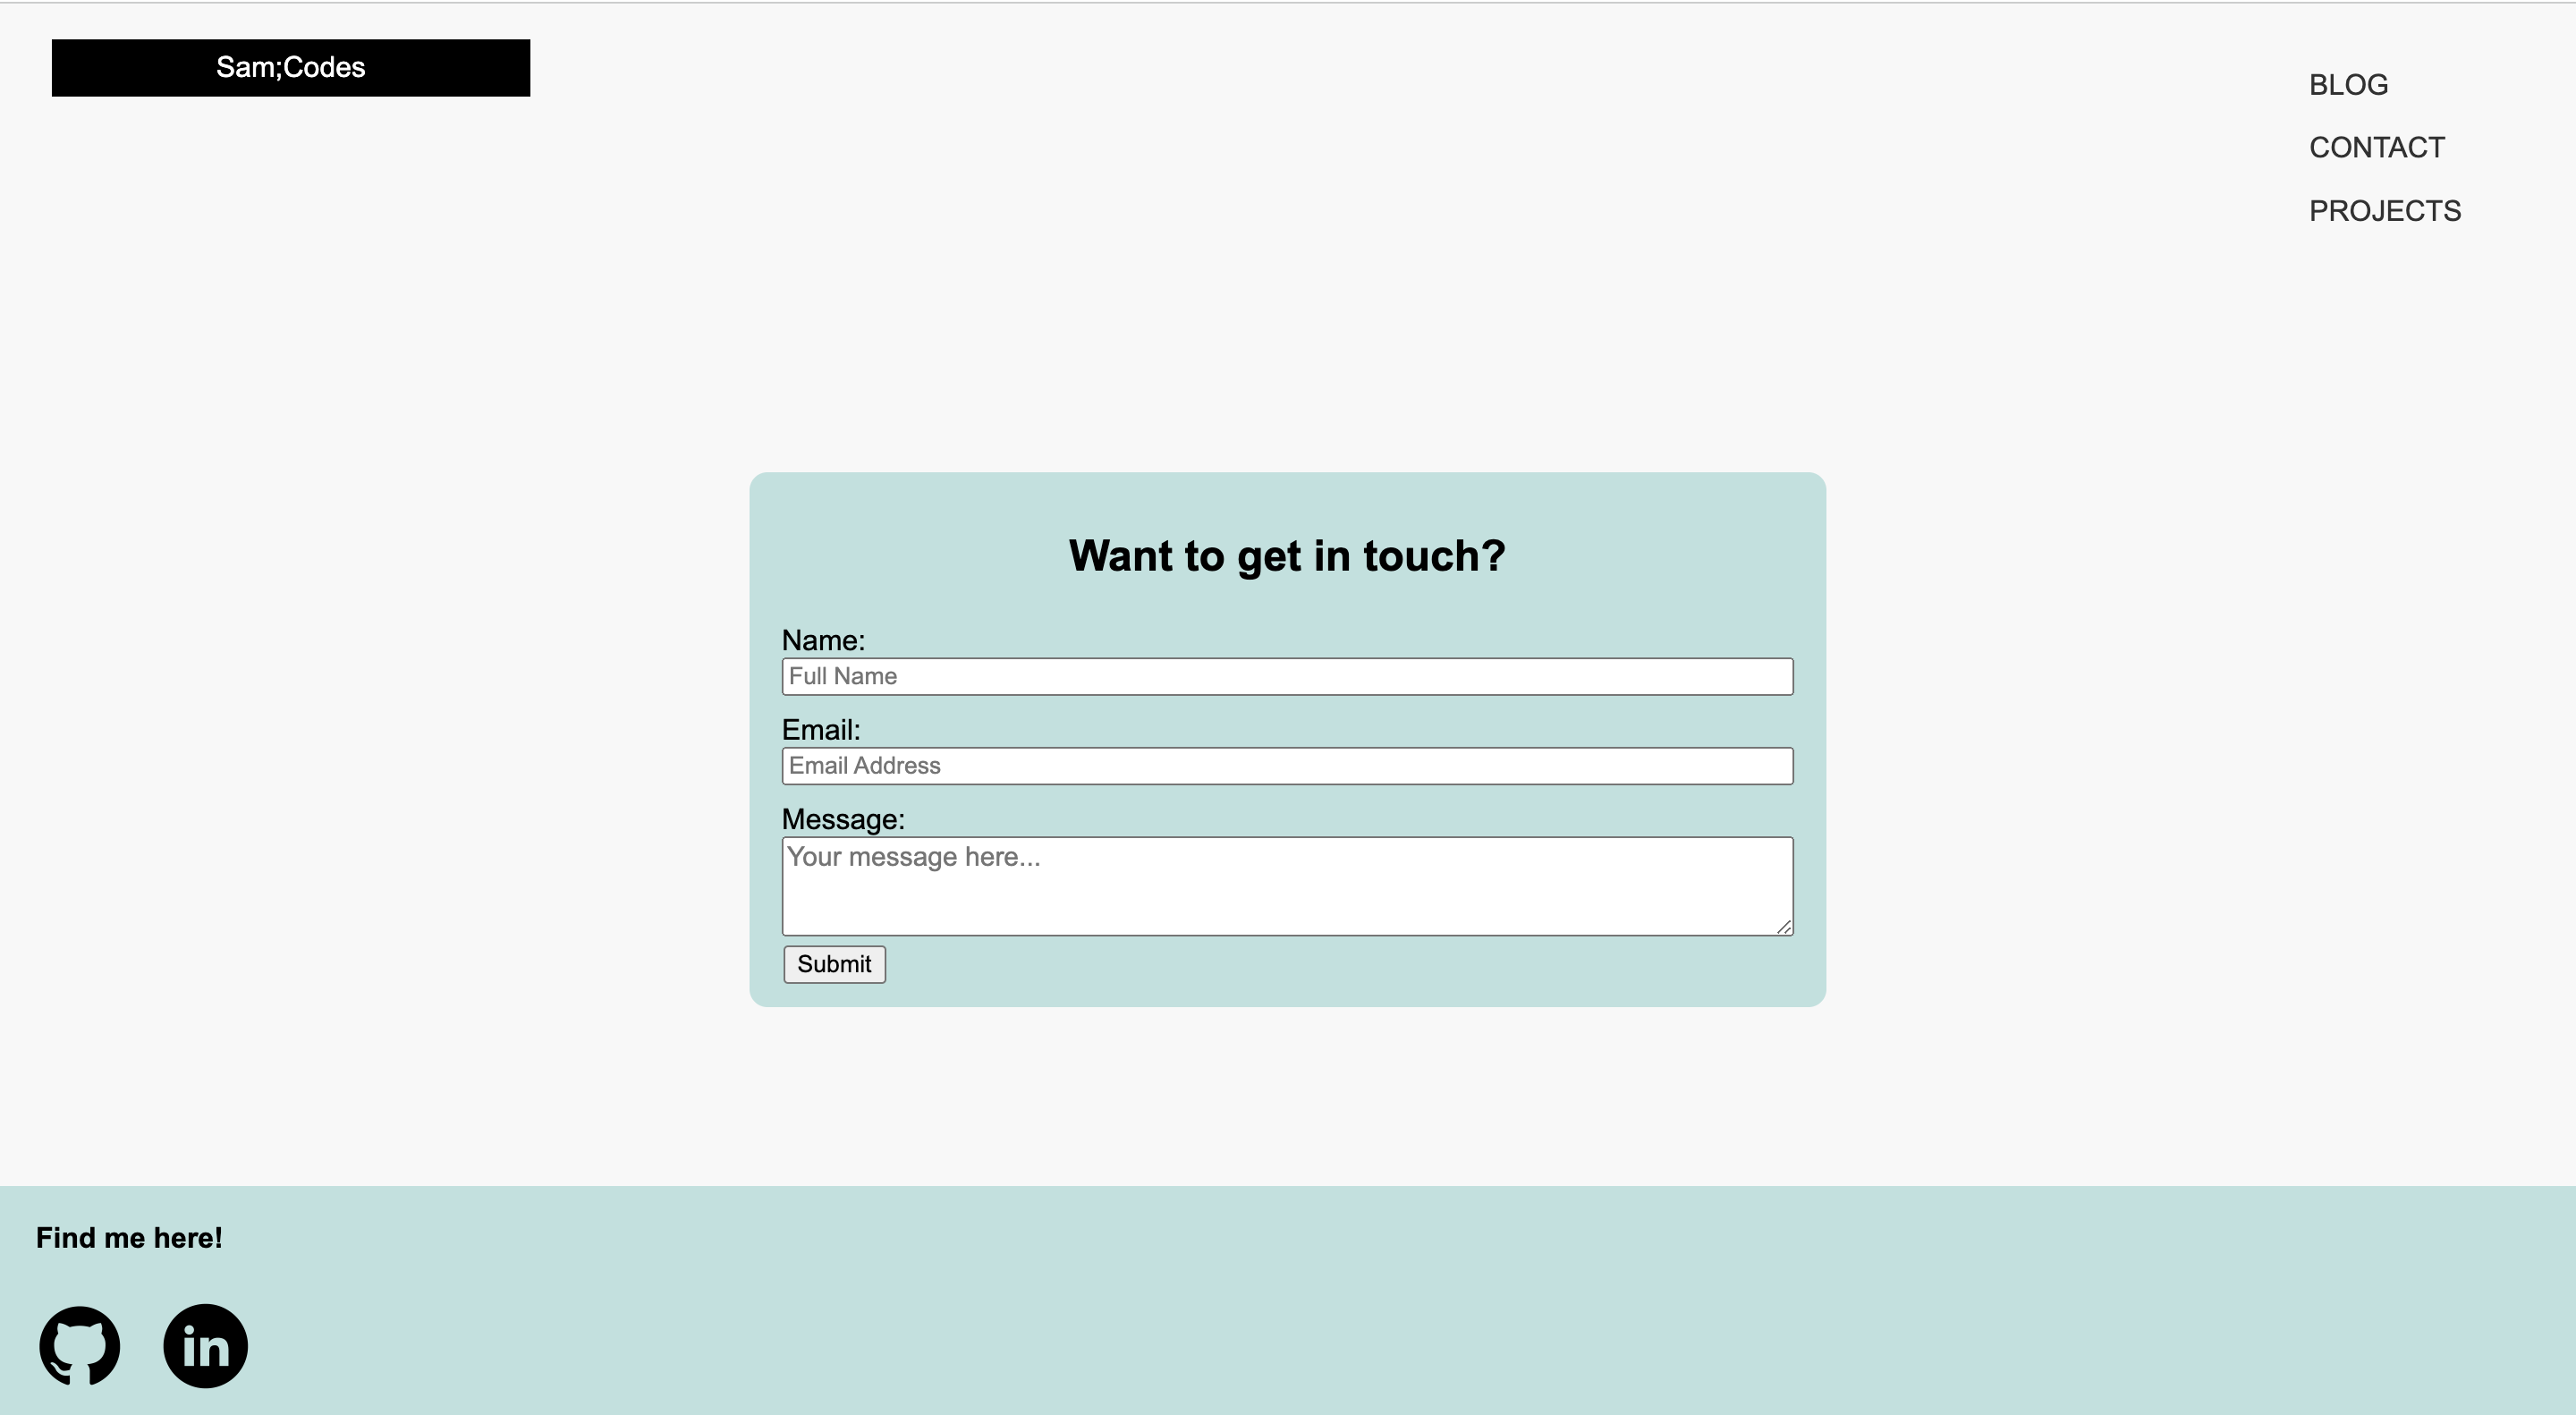 Sam;Codes
BLOG
CONTACT
PROJECTS
Want to get in touch?
Name:
Full Name
Email:
Email Address
Message:
Your message here...
Submit
Find me here!
in